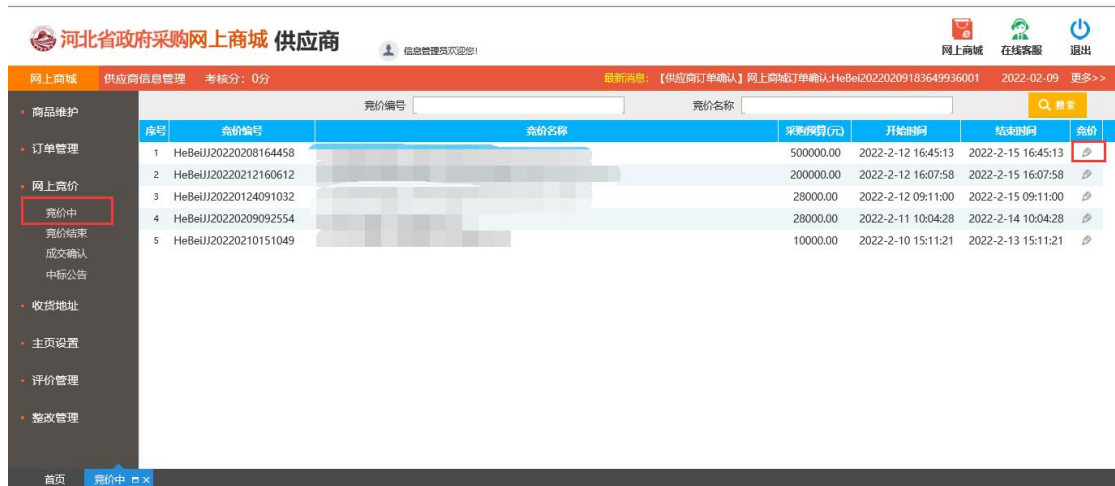 河北省政府采购网上商城 供应商
信息管理员欢迎您!
网上商城 在线客服 退出
网上商城 供应商信息管理 考核分：0分 最新消息: 【供应商订单确认】网上商城订单确认:HeBei20220209183649936001 2022-02-09 更多>>
商品维护
订单管理
网上竞价
竞价中
竞价结束
成交确认
中标公告
收货地址
主页设置
评价管理
整改管理
竞价编号 竞价名称 搜索
序号 竞价编号 竞价名称 采购预算(元) 开始时间 结束时间 竞价
1 HeBeiJJ20220208164458 500000.00 2022-2-12 16:45:13 2022-2-15 16:45:13
2 HeBeiJJ20220212160612 200000.00 2022-2-12 16:07:58 2022-2-15 16:07:58
3 HeBeiJJ20220124091032 28000.00 2022-2-12 09:11:00 2022-2-15 09:11:00
4 HeBeiJJ20220209092554 28000.00 2022-2-11 10:04:28 2022-2-14 10:04:28
5 HeBeiJJ20220210151049 10000.00 2022-2-10 15:11:21 2022-2-13 15:11:21
首页 竞价中